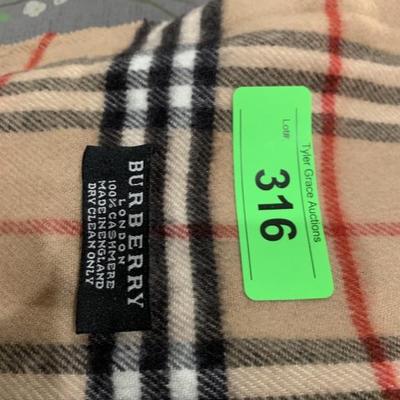 BURBERRY
LONDON
100% CASHMERE
MADE IN ENGLAND
DRY CLEAN ONLY
Tyler Grace Auctions
Lot#
316